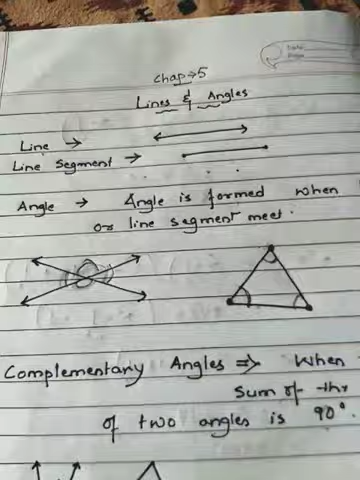 Chap → 5
Lines & Angles
Line →
Line Segment →
Angle → Angle is formed when
or line segment meet.
Complementary Angles ⇒ When
Sum of
of two angles is 90°.